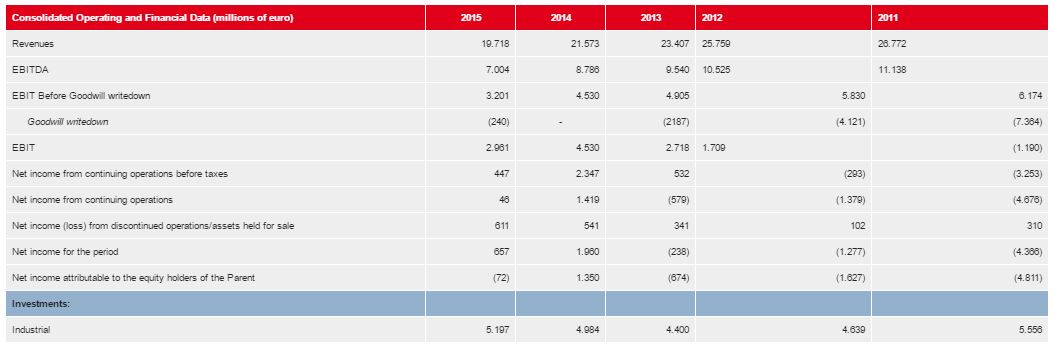 Consolidated Operating and Financial Data (millions of euro) 2015 2014 2013 2012 2011
Revenues 19.718 21.573 23.407 25.759 26.772
EBITDA 7.004 8.786 9.540 10.525 11.138
EBIT Before Goodwill writedown 3.201 4.530 4.905 5.830 6.174
Goodwill writedown (240) - (2187) (4.121) (7.364)
EBIT 2.961 4.530 2.718 1.709 (1.190)
Net income from continuing operations before taxes 447 2.347 532 (293) (3.253)
Net income from continuing operations 46 1.419 (579) (1.379) (4.676)
Net income (loss) from discontinued operations/assets held for sale 611 541 341 102 310
Net income for the period 657 1.960 (238) (1.277) (4.366)
Net income attributable to the equity holders of the Parent (72) 1.350 (674) (1.627) (4.811)
Investments:
Industrial 5.197 4.984 4.400 4.639 5.556